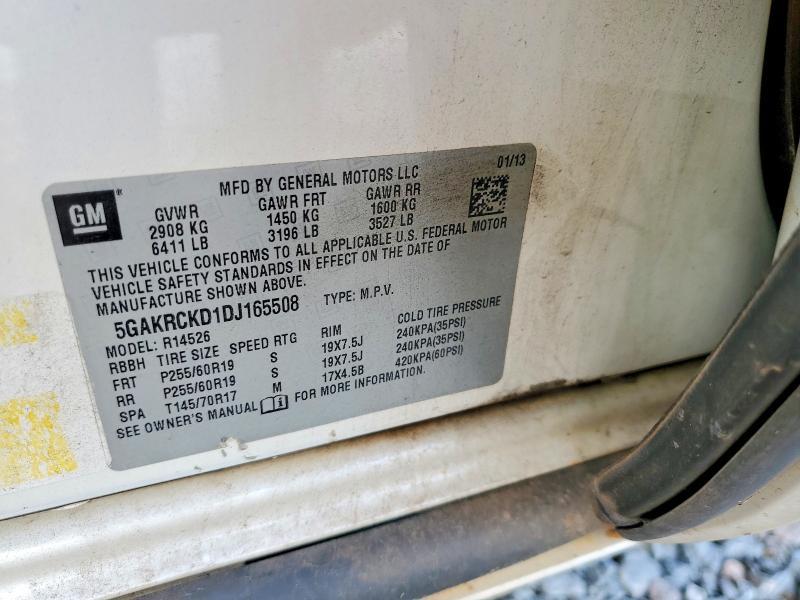 01/13
MFD BY GENERAL MOTORS LLC
GM®
GVWR GAWR FRT GAWR RR
2908 KG 1450 KG 1600 KG
6411 LB 3196 LB 3527 LB
THIS VEHICLE CONFORMS TO ALL APPLICABLE U.S. FEDERAL MOTOR
VEHICLE SAFETY STANDARDS IN EFFECT ON THE DATE OF
MANUFACTURE SHOWN ABOVE.
5GAKRCKD1DJ165508 TYPE: M.P.V.
MODEL: R14526
RBBH TIRE SIZE SPEED RTG RIM COLD TIRE PRESSURE
FRT P255/60R19 S 19X7.5J 240KPA(35PSI)
RR P255/60R19 S 19X7.5J 240KPA(35PSI)
SPA T145/70R17 M 17X4.5B 420KPA(60PSI)
SEE OWNER'S MANUAL FOR MORE INFORMATION.